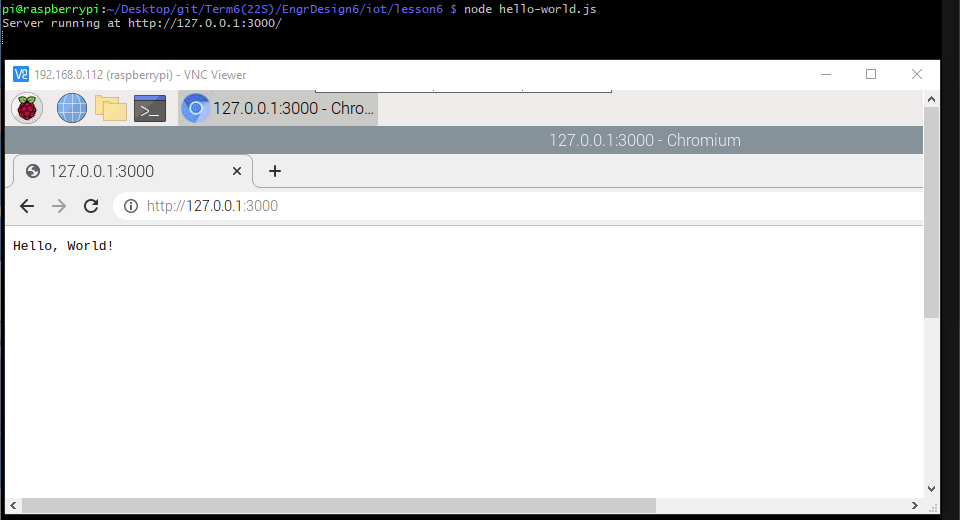 pi@raspberrypi:~/Desktop/git/Term6(22S)/EngrDesign6/iot/lesson6 $ node hello-world.js
Server running at http://127.0.0.1:3000/
VE 192.168.0.112 (raspberrypi) - VNC Viewer
>_ 127.0.0.1:3000 - Chro...
127.0.0.1:3000 - Chromium
127.0.0.1:3000
http://127.0.0.1:3000
Hello, World!